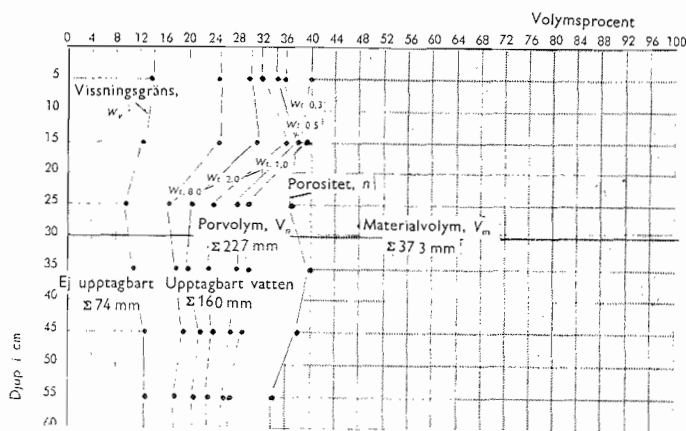 Volymsprocent
0 4 8 12 16 20 24 28 32 36 40 44 48 52 56 60 64 68 72 76 80 84 88 92 96 100
5
Vissningsgräns,
Wv
Wt 0.3
Wt 0.5
15
Wt. 1.0
Wt. 2.0
Wt. 8.0
20
Porositet, n
25
Porvolym, Vn
Σ 227 mm
Materialvolym, Vm
Σ 373 mm
30
35
Ej upptagbart
Σ 74 mm
Upptagbart vatten
Σ 160 mm
45
50
55
60
Djup i cm